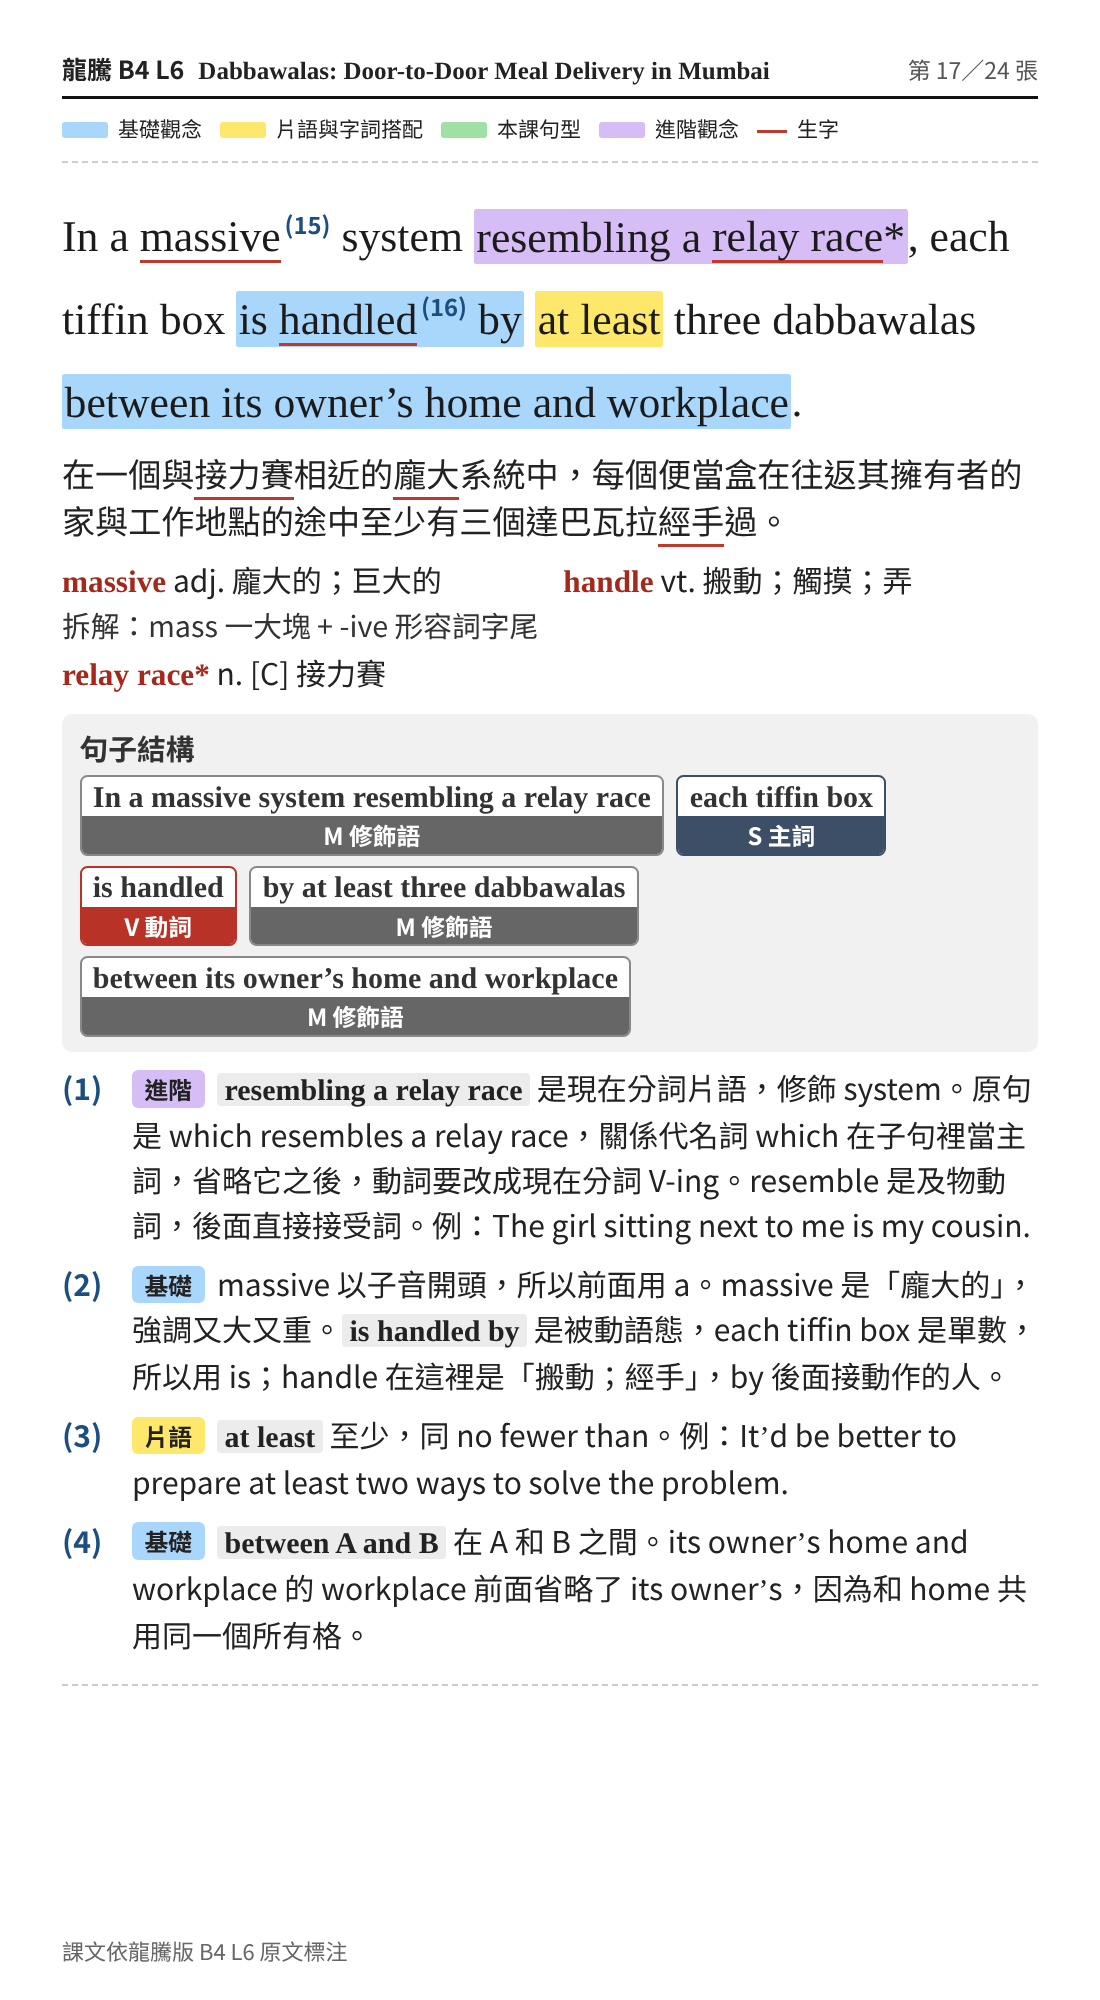 龍騰 B4 L6 Dabbawalas: Door-to-Door Meal Delivery in Mumbai 第 17／24 張
基礎觀念 片語與字詞搭配 本課句型 進階觀念 生字
In a massive(15) system resembling a relay race*, each
tiffin box is handled(16) by at least three dabbawalas
between its owner’s home and workplace.
在一個與接力賽相近的龐大系統中，每個便當盒在往返其擁有者的
家與工作地點的途中至少有三個達巴瓦拉經手過。
massive adj. 龐大的；巨大的 handle vt. 搬動；觸摸；弄
拆解：mass 一大塊 + -ive 形容詞字尾
relay race* n. [C] 接力賽
句子結構
In a massive system resembling a relay race each tiffin box
M 修飾語 S 主詞
is handled by at least three dabbawalas
V 動詞 M 修飾語
between its owner’s home and workplace
M 修飾語
(1) 進階 resembling a relay race 是現在分詞片語，修飾 system。原句
是 which resembles a relay race，關係代名詞 which 在子句裡當主
詞，省略它之後，動詞要改成現在分詞 V-ing。resemble 是及物動
詞，後面直接接受詞。例：The girl sitting next to me is my cousin.
(2) 基礎 massive 以子音開頭，所以前面用 a。massive 是「龐大的」，
強調又大又重。is handled by 是被動語態，each tiffin box 是單數，
所以用 is；handle 在這裡是「搬動；經手」，by 後面接動作的人。
(3) 片語 at least 至少，同 no fewer than。例：It’d be better to
prepare at least two ways to solve the problem.
(4) 基礎 between A and B 在 A 和 B 之間。its owner’s home and
workplace 的 workplace 前面省略了 its owner’s，因為和 home 共
用同一個所有格。
課文依龍騰版 B4 L6 原文標注